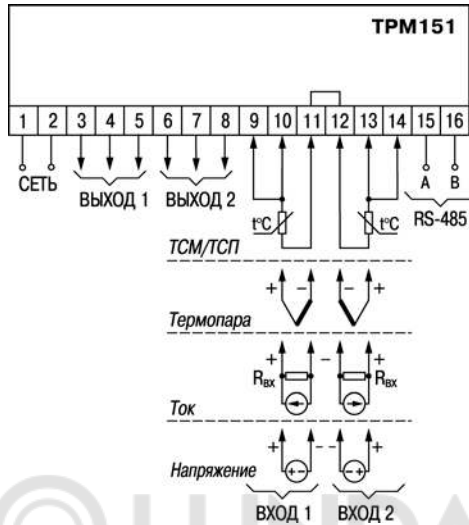 ТРМ151
1 2 3 4 5 6 7 8 9 10 11 12 13 14 15 16
СЕТЬ ВЫХОД 1 ВЫХОД 2 t°C t°C A B
RS-485
ТСМ/ТСП
+ - - +
Термопара
+ - +
Rвх Rвх
Ток
+ - - +
Напряжение + - - +
ВХОД 1 ВХОД 2